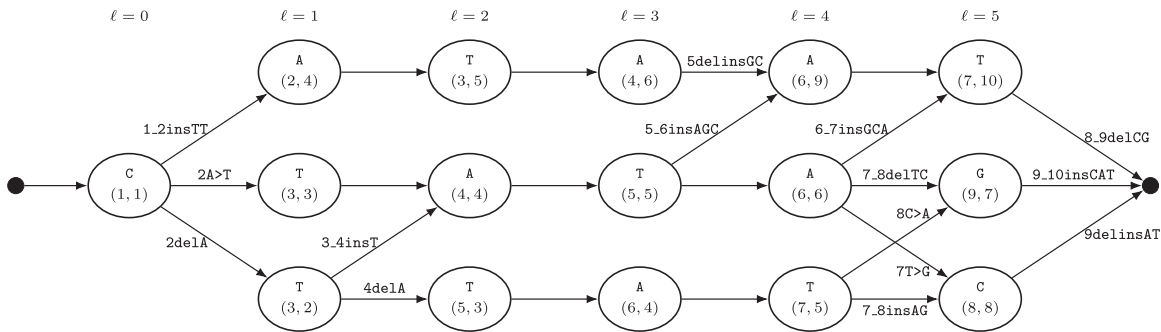 ℓ = 0 ℓ = 1 ℓ = 2 ℓ = 3 ℓ = 4 ℓ = 5
A T A 5delinsGC A T
(2, 4) (3, 5) (4, 6) (6, 9) (7, 10)
1_2insTT 5_6insAGC 6_7insGCA 8_9delCG
C 2A>T T A T A 7_8delTC G 9_10insCAT
(1, 1) (3, 3) (4, 4) (5, 5) (6, 6) (9, 7)
8C>A
2delA 3_4insT 9delinsAT
7T>G
T 4delA T A T C
(3, 2) (5, 3) (6, 4) (7, 5) 7_8insAG (8, 8)